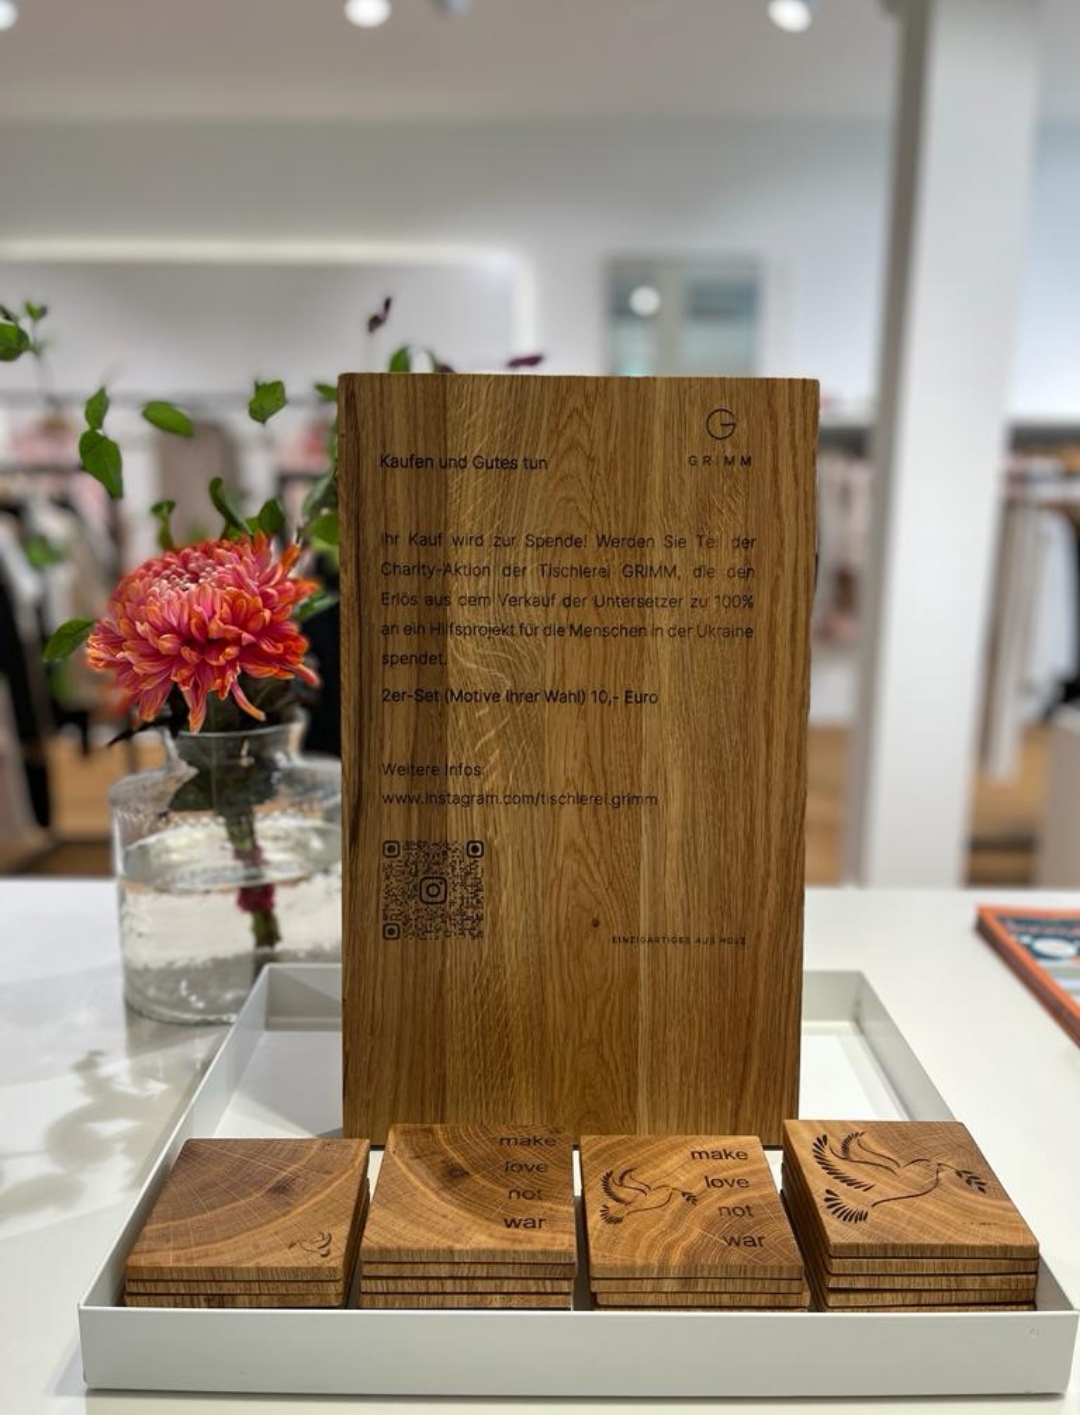 GRIMM
Kaufen und Gutes tun
Ihr Kauf wird zur Spende! Werden Sie Teil der
Charity-Aktion der Tischlerei GRIMM, die den
Erlös aus dem Verkauf der Untersetzer zu 100%
an ein Hilfsprojekt für die Menschen in der Ukraine
spendet.
2er-Set (Motive Ihrer Wahl) 10,- Euro
Weitere Infos:
www.instagram.com/tischlerei.grimm
EINZIGARTIGES AUS HOLZ
make
love
not
war
make
love
not
war